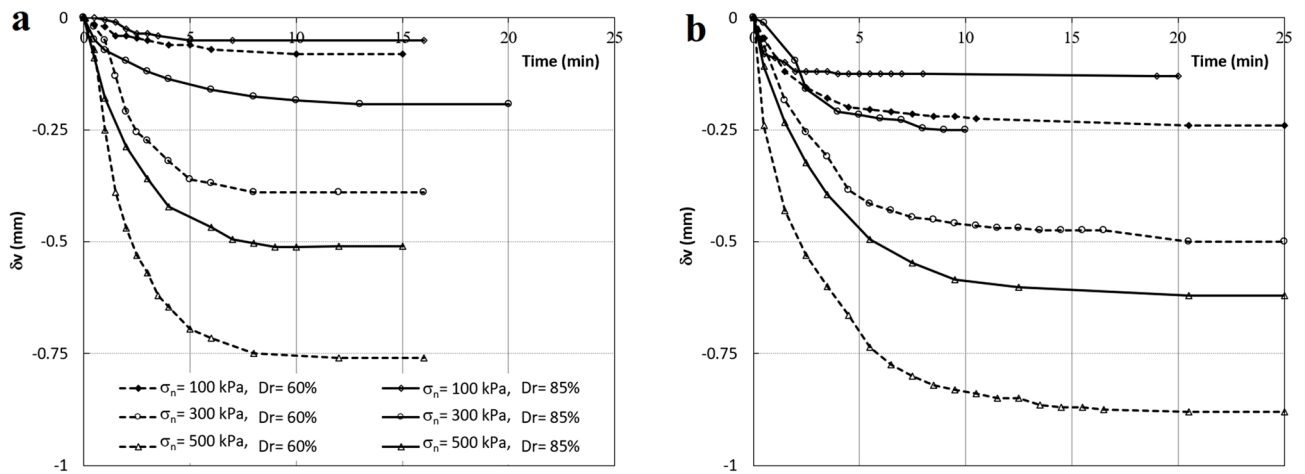 a
0
0
5
10
15
20
25
Time (min)
-0.25
-0.5
-0.75
-1
δv (mm)
σn= 100 kPa, Dr= 60%
σn= 100 kPa, Dr= 85%
σn= 300 kPa, Dr= 60%
σn= 300 kPa, Dr= 85%
σn= 500 kPa, Dr= 60%
σn= 500 kPa, Dr= 85%
b
0
0
5
10
15
20
25
Time (min)
-0.25
-0.5
-0.75
-1
δv (mm)